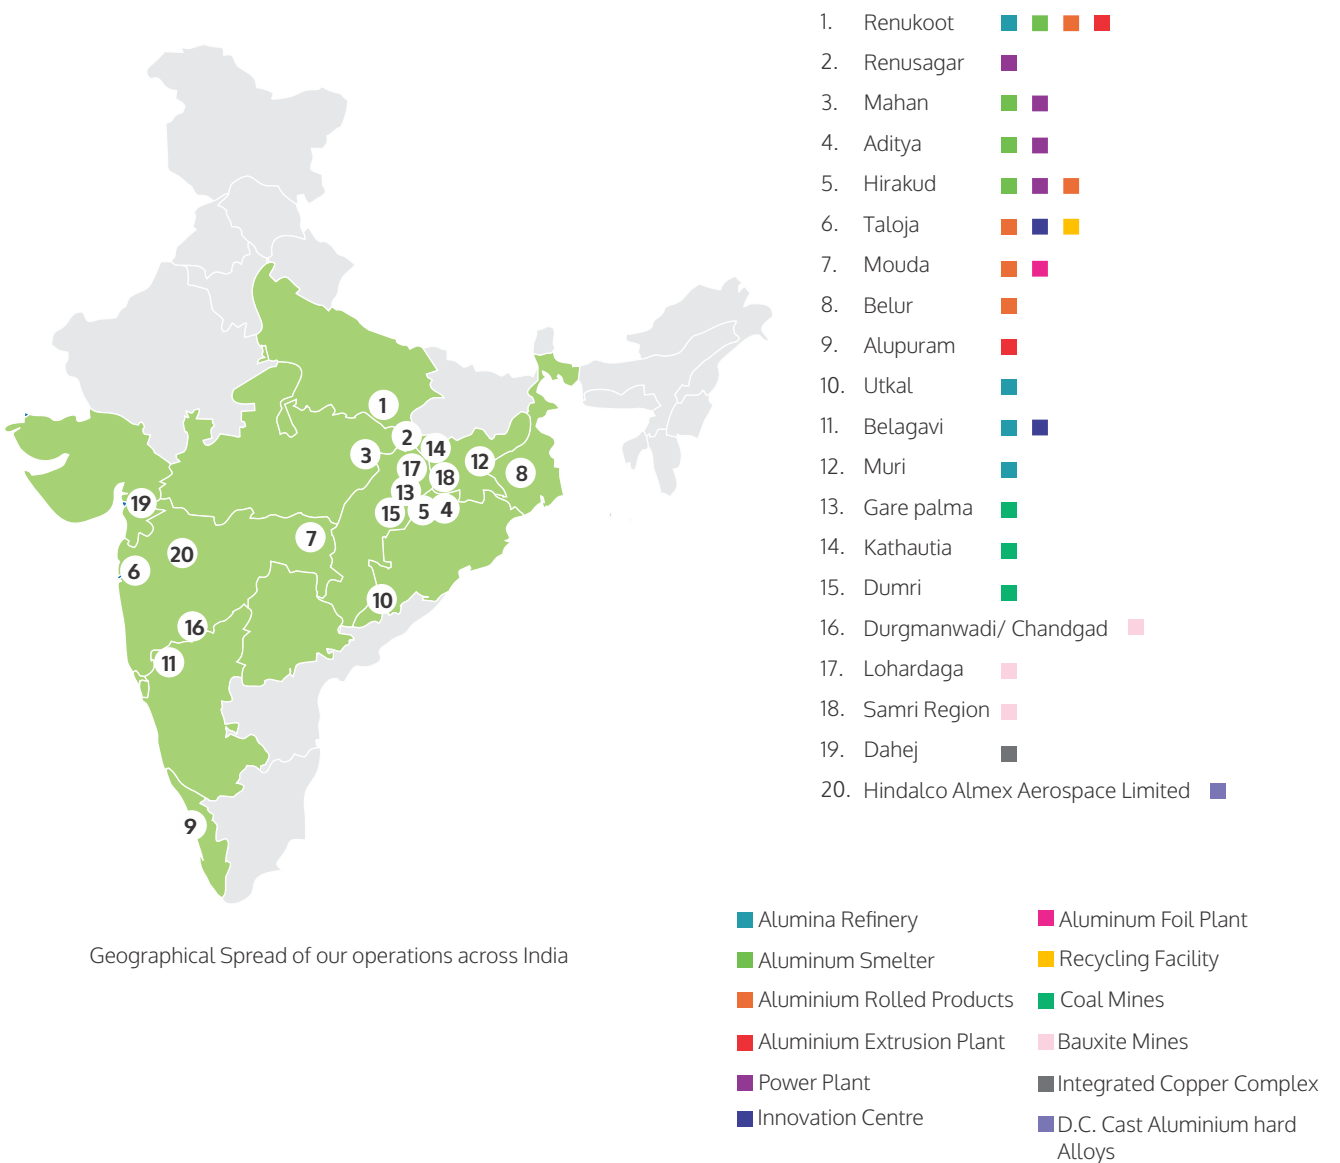 1. Renukoot
2. Renusagar
3. Mahan
4. Aditya
5. Hirakud
6. Taloja
7. Mouda
8. Belur
9. Alupuram
10. Utkal
11. Belagavi
12. Muri
13. Gare palma
14. Kathautia
15. Dumri
16. Durgmanwadi/ Chandgad
17. Lohardaga
18. Samri Region
19. Dahej
20. Hindalco Almex Aerospace Limited
1
2
3
14
17
12
18
8
13
19
15
5
4
7
20
6
10
16
11
9
Geographical Spread of our operations across India
Alumina Refinery
Aluminum Smelter
Aluminium Rolled Products
Aluminium Extrusion Plant
Power Plant
Innovation Centre
Aluminum Foil Plant
Recycling Facility
Coal Mines
Bauxite Mines
Integrated Copper Complex
D.C. Cast Aluminium hard
Alloys